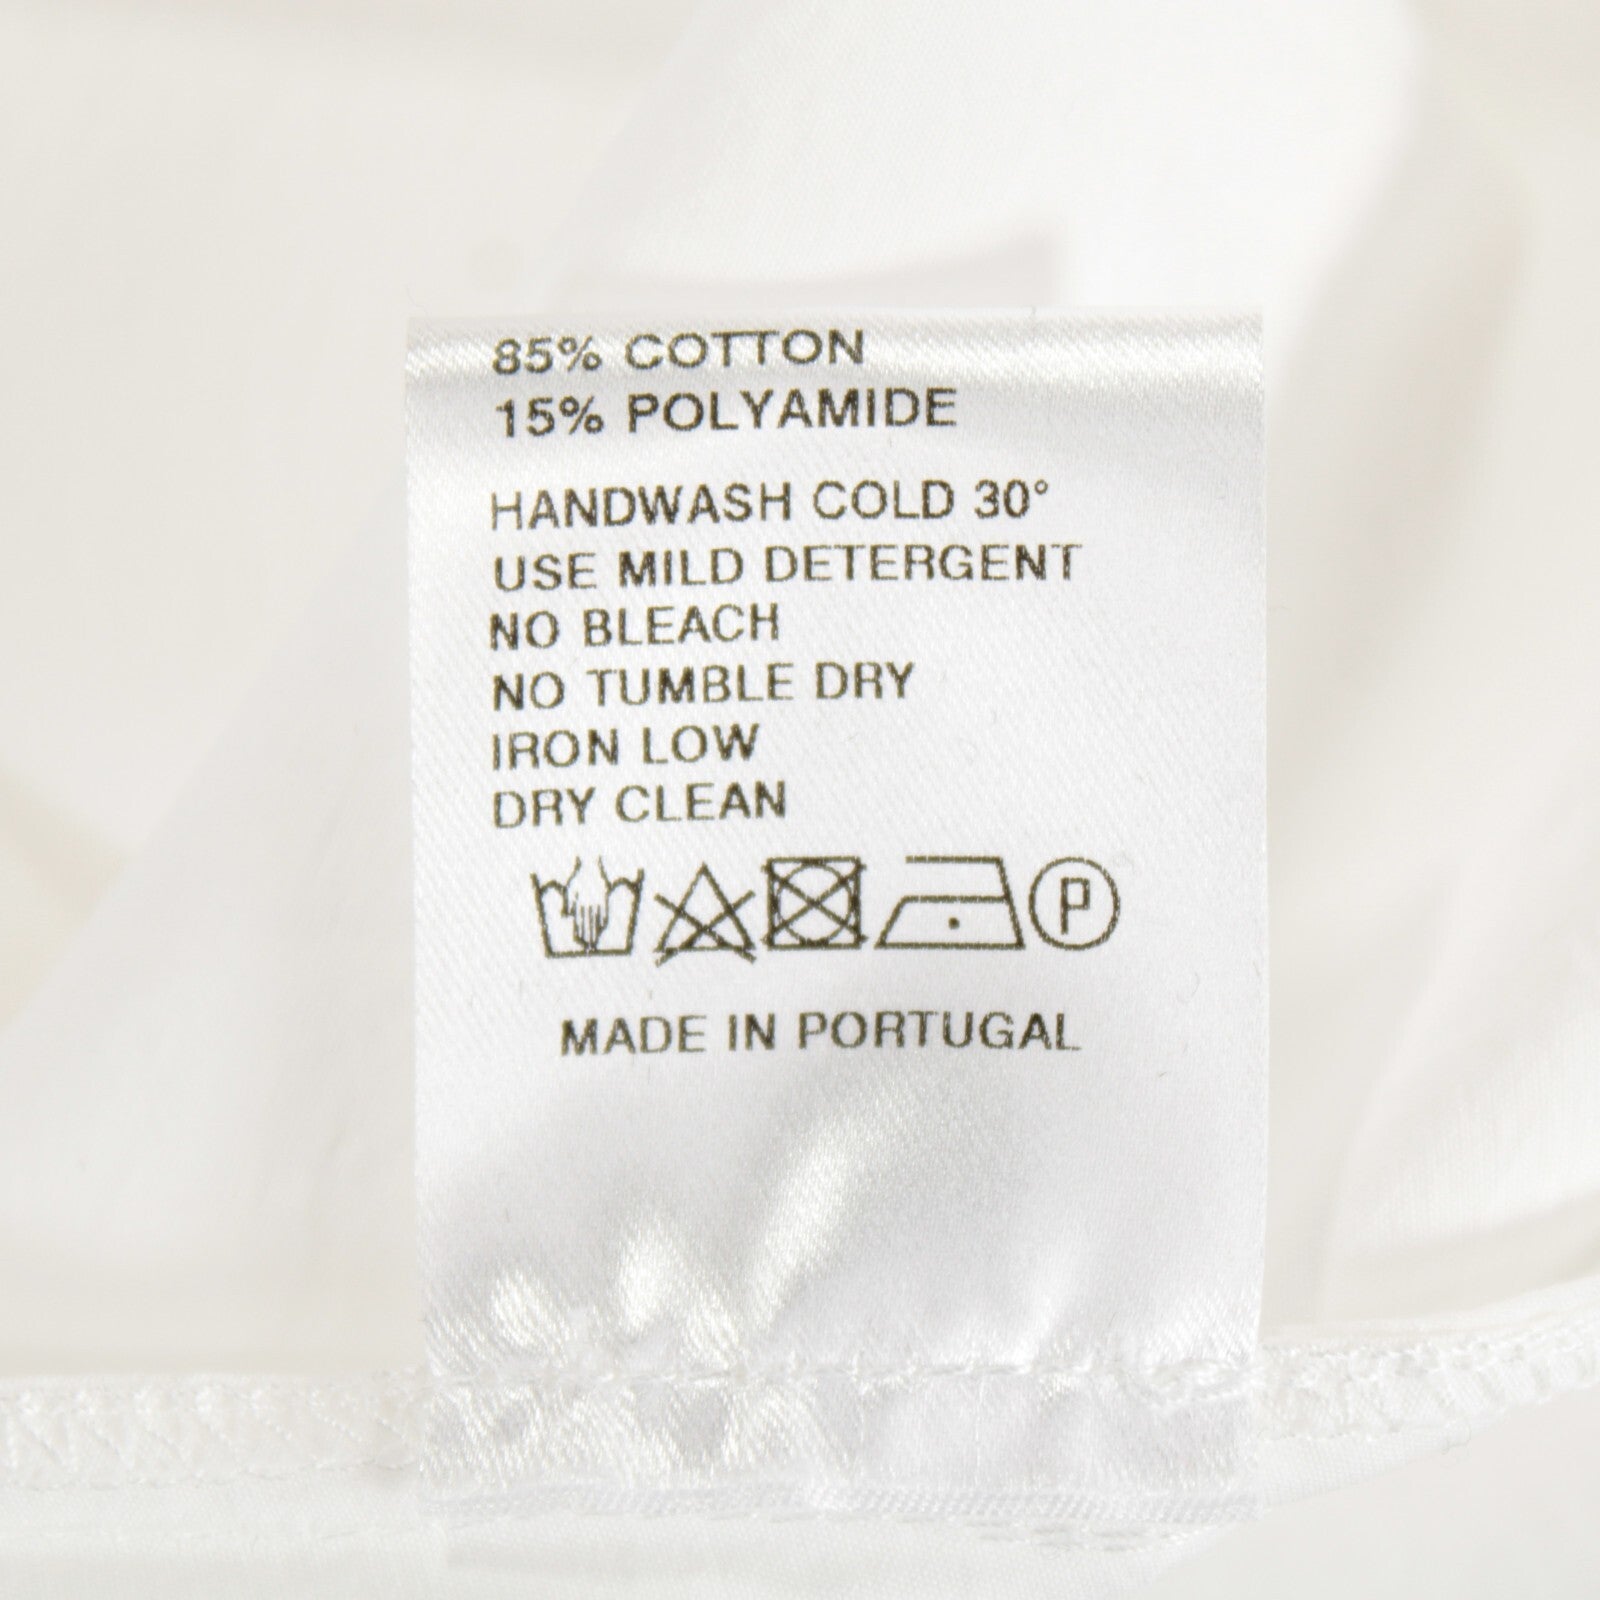 85% COTTON
15% POLYAMIDE
HANDWASH COLD 30°
USE MILD DETERGENT
NO BLEACH
NO TUMBLE DRY
IRON LOW
DRY CLEAN
P
MADE IN PORTUGAL